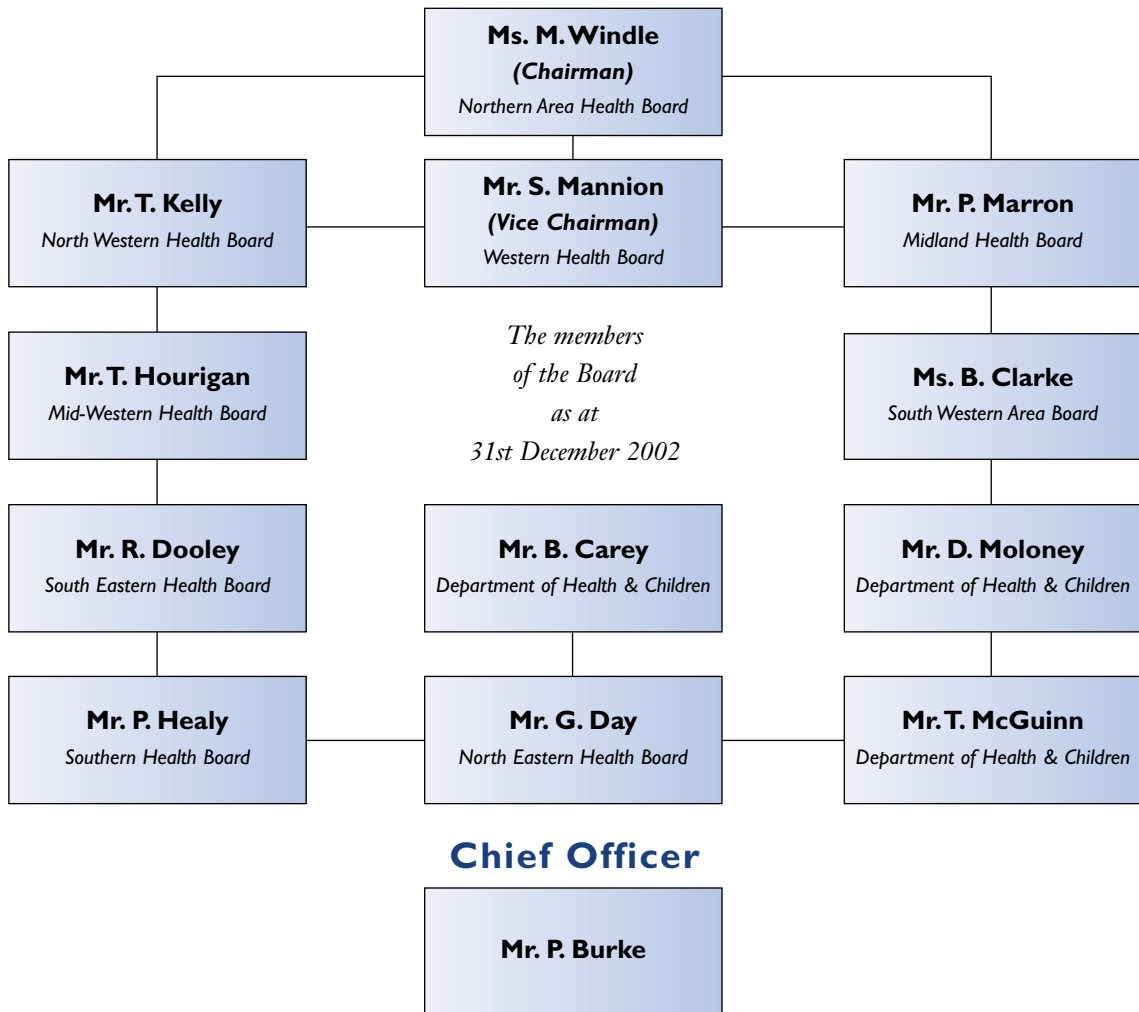 Ms. M. Windle
(Chairman)
Northern Area Health Board
Mr. T. Kelly
North Western Health Board
Mr. S. Mannion
(Vice Chairman)
Western Health Board
Mr. P. Marron
Midland Health Board
The members
of the Board
as at
31st December 2002
Mr. T. Hourigan
Mid-Western Health Board
Ms. B. Clarke
South Western Area Board
Mr. R. Dooley
South Eastern Health Board
Mr. B. Carey
Department of Health & Children
Mr. D. Moloney
Department of Health & Children
Mr. P. Healy
Southern Health Board
Mr. G. Day
North Eastern Health Board
Mr. T. McGuinn
Department of Health & Children
Chief Officer
Mr. P. Burke